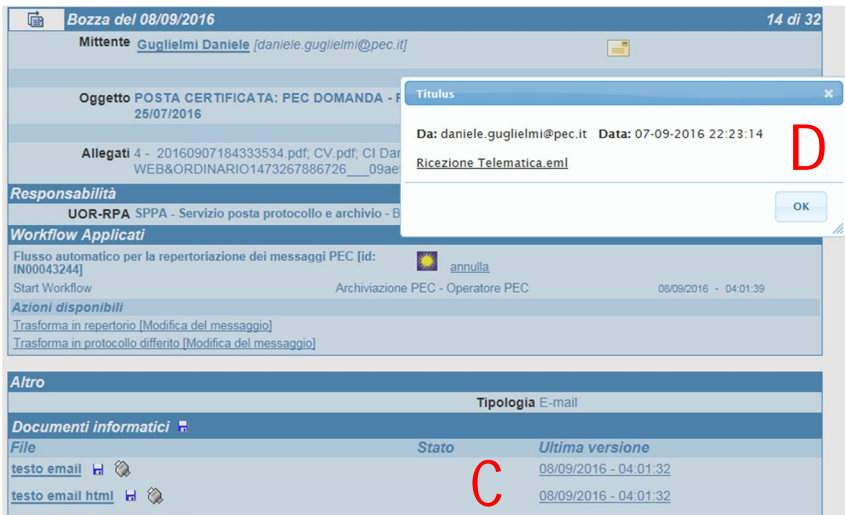 Bozza del 08/09/2016 14 di 32
Mittente Guglielmi Daniele [daniele.guglielmi@pec.it]
Oggetto POSTA CERTIFICATA: PEC DOMANDA -
25/07/2016
Titulus ×
Da: daniele.guglielmi@pec.it Data: 07-09-2016 22:23:14
Ricezione Telematica.eml
OK
D
Allegati 4 - 20160907184333534.pdf; CV.pdf; CI Dar
WEB&ORDINARIO1473267886726___09ae
Responsabilità
UOR-RPA SPPA - Servizio posta protocollo e archivio - B
Workflow Applicati
Flusso automatico per la repertoriazione dei messaggi PEC [id:
IN00043244] annulla
Start Workflow Archiviazione PEC - Operatore PEC 08/09/2016 - 04:01:39
Azioni disponibili
Trasforma in repertorio [Modifica del messaggio]
Trasforma in protocollo differito [Modifica del messaggio]
Altro
Tipologia E-mail
Documenti informatici
File Stato Ultima versione
testo email 08/09/2016 - 04:01:32
C
testo email html 08/09/2016 - 04:01:32